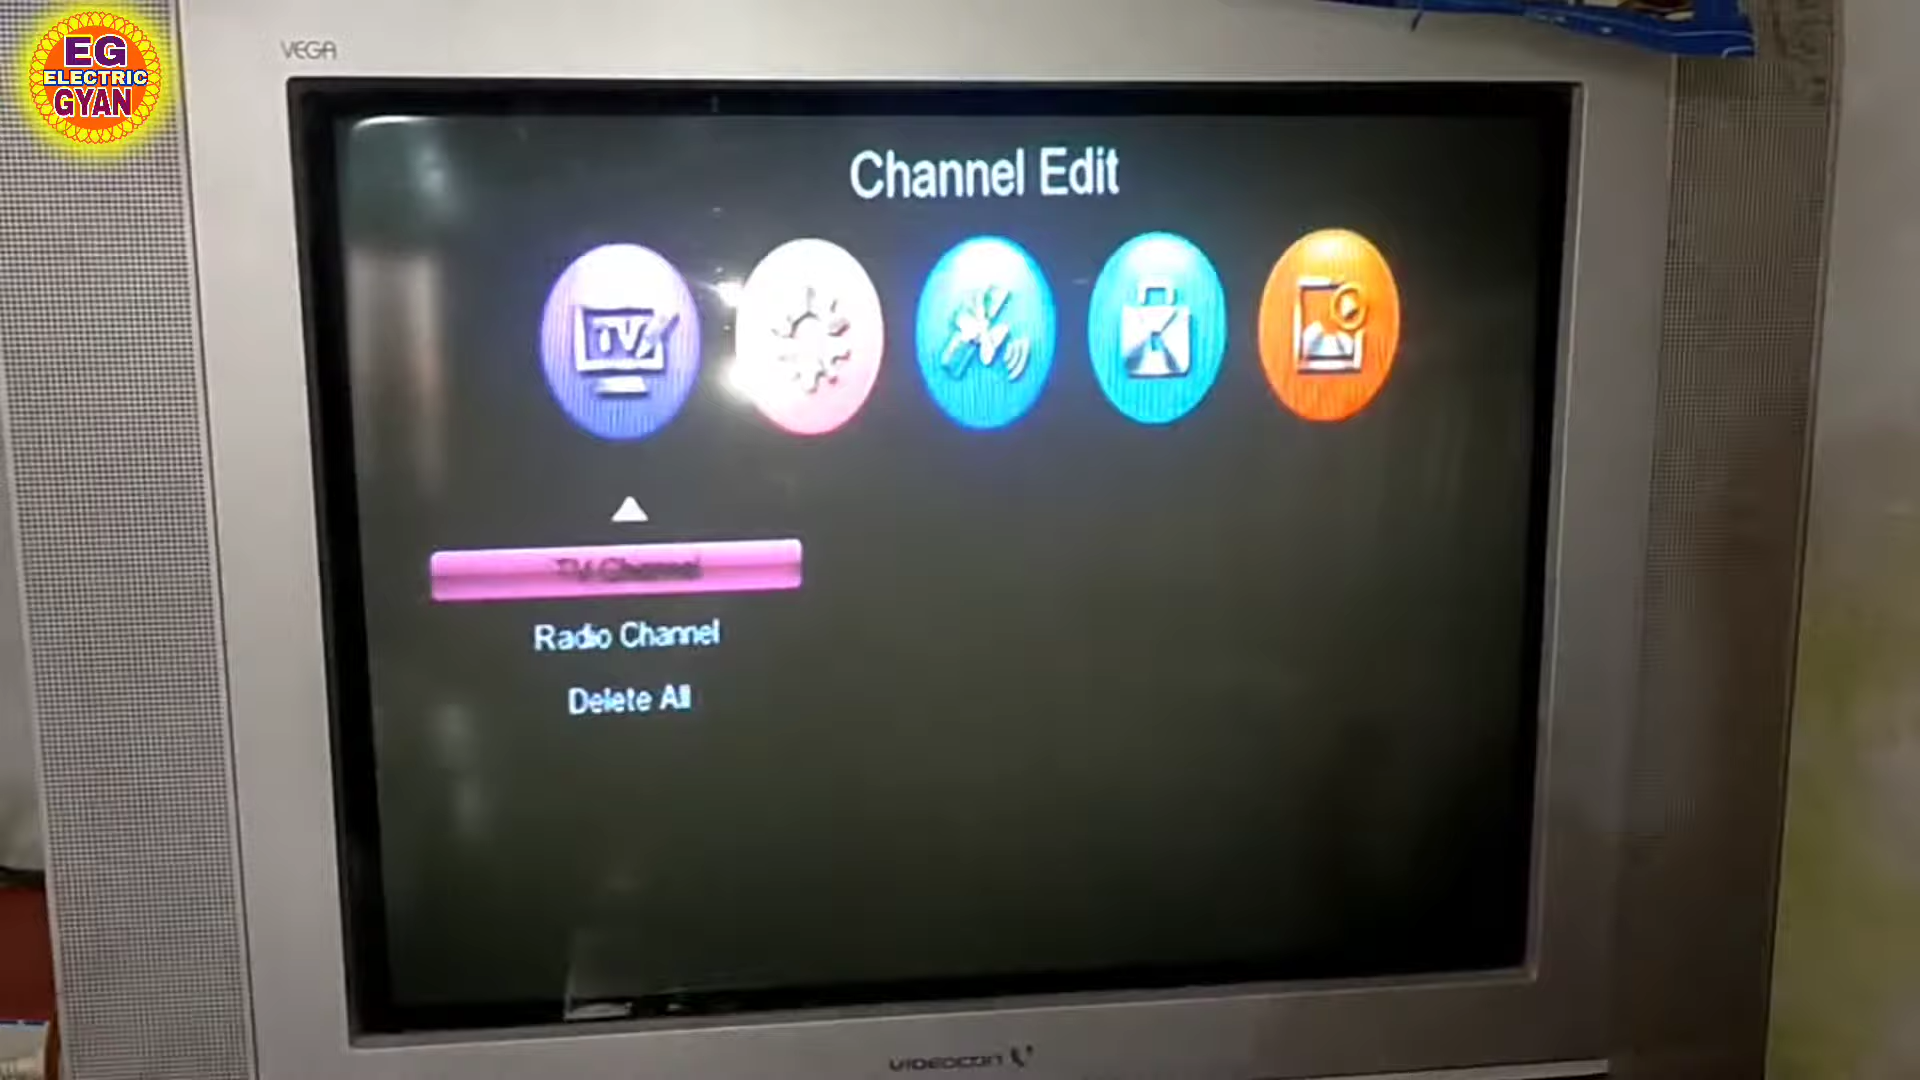 EG
ELECTRIC
GYAN
VEGA
Channel Edit
TV
TV Channel
Radio Channel
Delete All
VIDEOCON